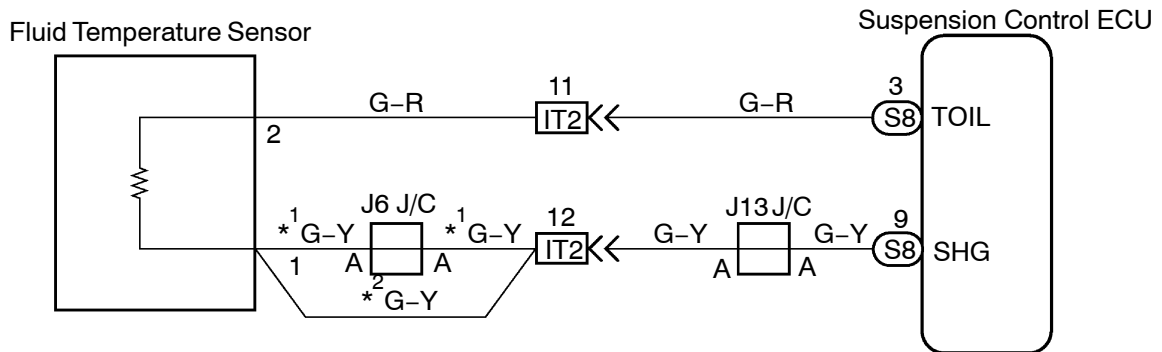 Fluid Temperature Sensor
Suspension Control ECU
G–R
11
IT2
G–R
3
S8
TOIL
2
J6 J/C
J13 J/C
*1 G–Y
*1 G–Y
12
G–Y
G–Y
9
1
A
A
IT2
A
A
S8
SHG
*2 G–Y